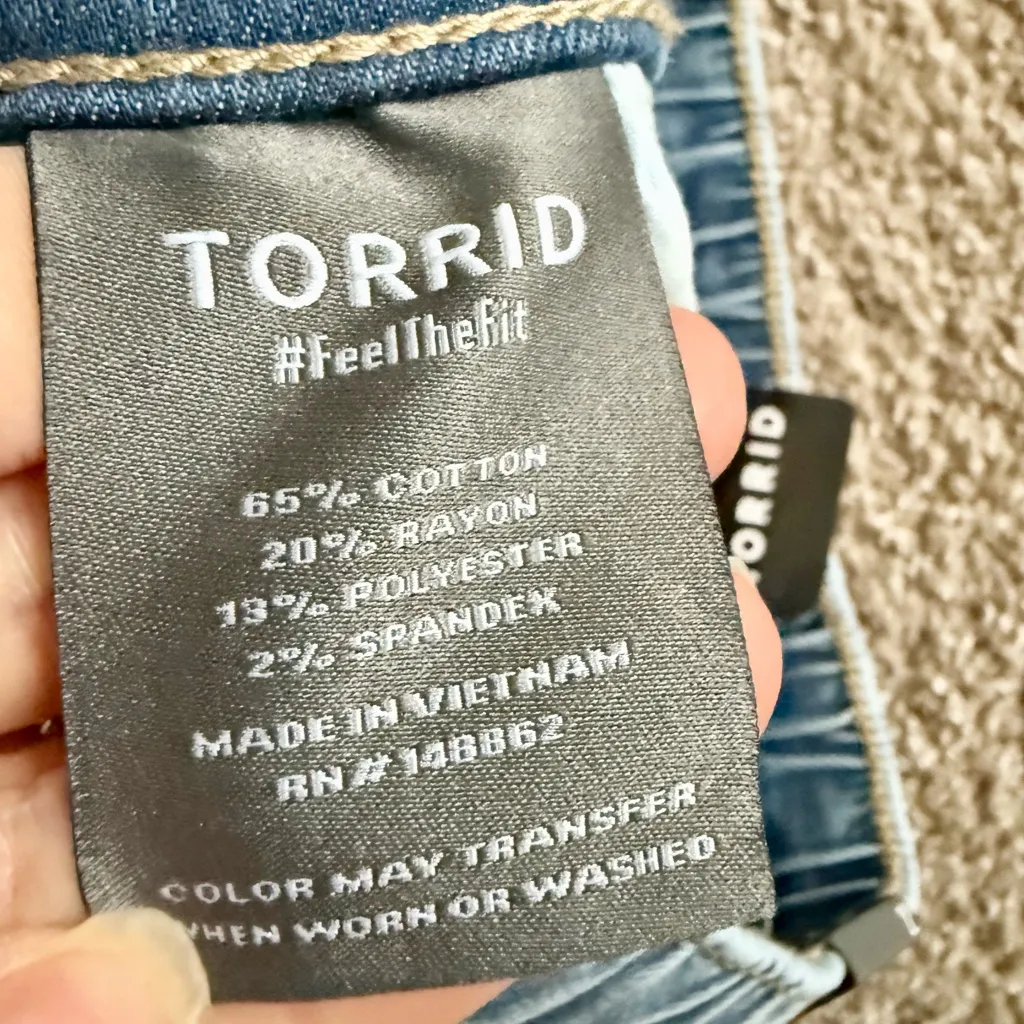 TORRID
#FeelTheFit
65% COTTON
20% RAYON
13% POLYESTER
2% SPANDEX
MADE IN VIETNAM
RN# 148862
COLOR MAY TRANSFER
WHEN WORN OR WASHED
TORRID